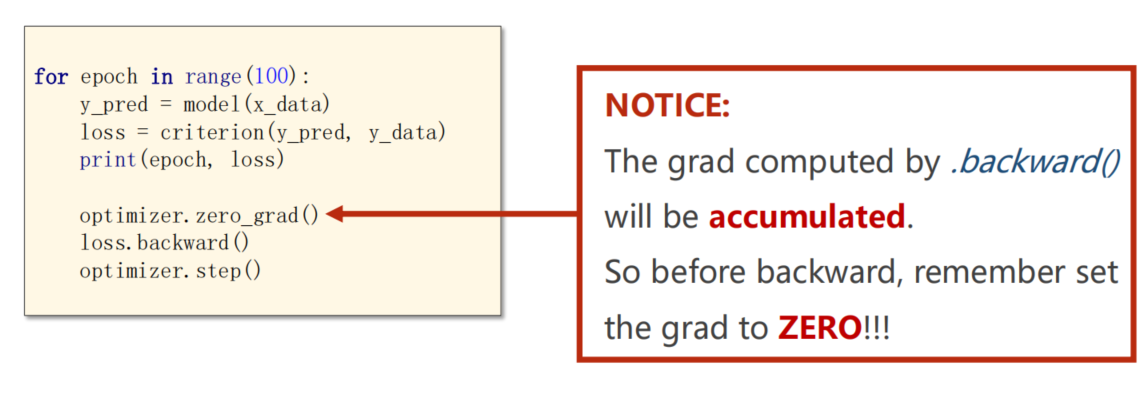 for epoch in range(100):
y_pred = model(x_data)
loss = criterion(y_pred, y_data)
print(epoch, loss)
optimizer.zero_grad()
loss.backward()
optimizer.step()
NOTICE:
The grad computed by .backward()
will be accumulated.
So before backward, remember set
the grad to ZERO!!!